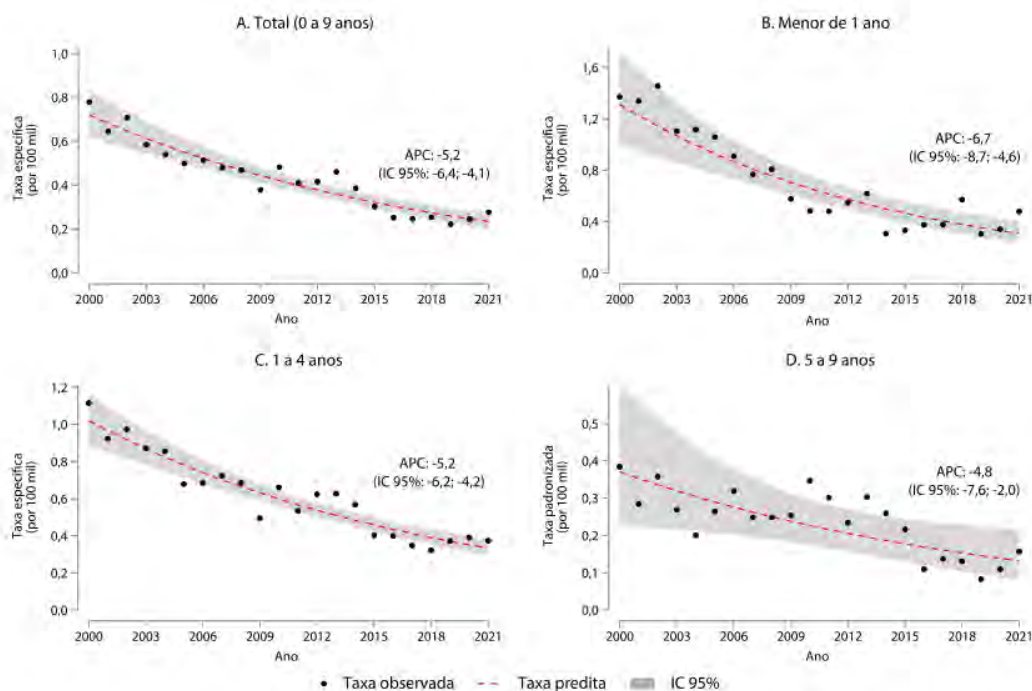 A. Total (0 a 9 anos)
Taxa específica
(por 100 mil)
1,0
0,8
0,6
0,4
0,2
0,0
APC: -5,2
(IC 95%: -6,4; -4,1)
2000 2003 2006 2009 2012 2015 2018 2021
Ano
B. Menor de 1 ano
Taxa específica
(por 100 mil)
1,6
1,2
0,8
0,4
0,0
APC: -6,7
(IC 95%: -8,7; -4,6)
2000 2003 2006 2009 2012 2015 2018 2021
Ano
C. 1 a 4 anos
Taxa específica
(por 100 mil)
1,2
1,0
0,8
0,6
0,4
0,2
0,0
APC: -5,2
(IC 95%: -6,2; -4,2)
2000 2003 2006 2009 2012 2015 2018 2021
Ano
D. 5 a 9 anos
Taxa padronizada
(por 100 mil)
0,5
0,4
0,3
0,2
0,1
0,0
APC: -4,8
(IC 95%: -7,6; -2,0)
2000 2003 2006 2009 2012 2015 2018 2021
Ano
Taxa observada Taxa predita IC 95%